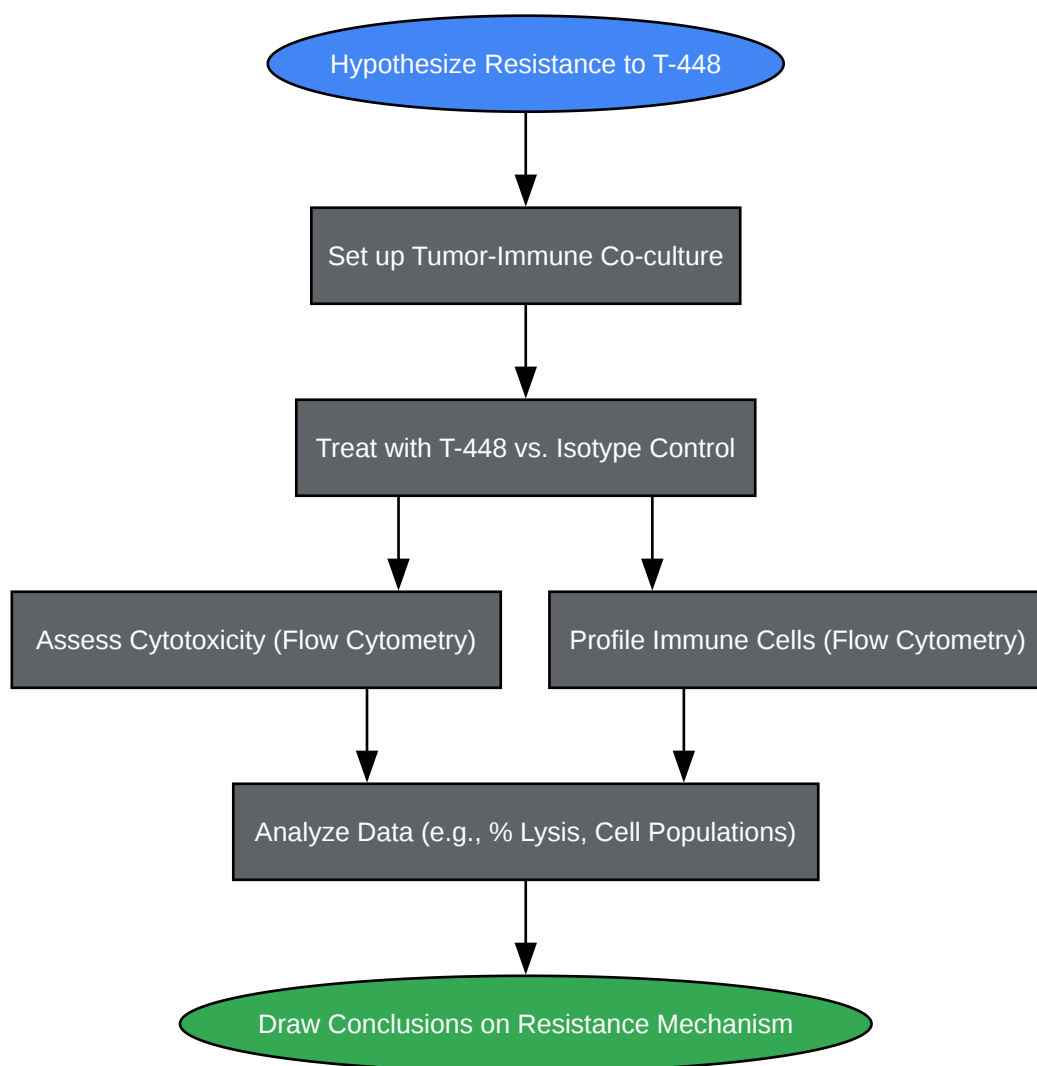 Hypothesize Resistance to T-448
Set up Tumor-Immune Co-culture
Treat with T-448 vs. Isotype Control
Assess Cytotoxicity (Flow Cytometry)
Profile Immune Cells (Flow Cytometry)
Analyze Data (e.g., % Lysis, Cell Populations)
Draw Conclusions on Resistance Mechanism